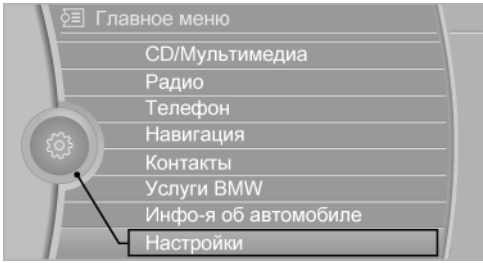 Главное меню
CD/Мультимедиа
Радио
Телефон
Навигация
Контакты
Услуги BMW
Инфо-я об автомобиле
Настройки